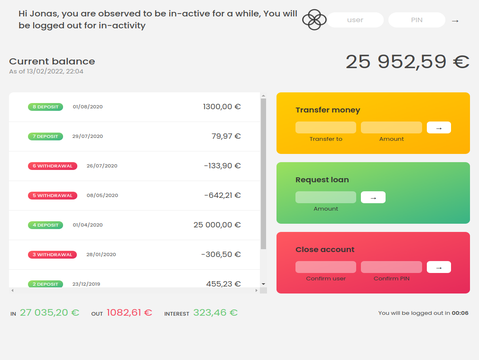 Hi Jonas, you are observed to be in-active for a while, You will
be logged out for in-activity
user
PIN
→
Current balance
As of 13/02/2022, 22:04
25 952,59 €
8 DEPOSIT 01/08/2020 1300,00 €
7 DEPOSIT 29/07/2020 79,97 €
6 WITHDRAWAL 26/07/2020 -133,90 €
5 WITHDRAWAL 08/05/2020 -642,21 €
4 DEPOSIT 01/04/2020 25 000,00 €
3 WITHDRAWAL 28/01/2020 -306,50 €
2 DEPOSIT 23/12/2019 455,23 €
Transfer money
→
Transfer to Amount
Request loan
→
Amount
Close account
→
Confirm user Confirm PIN
IN 27 035,20 € OUT 1082,61 € INTEREST 323,46 €
You will be logged out in 00:08